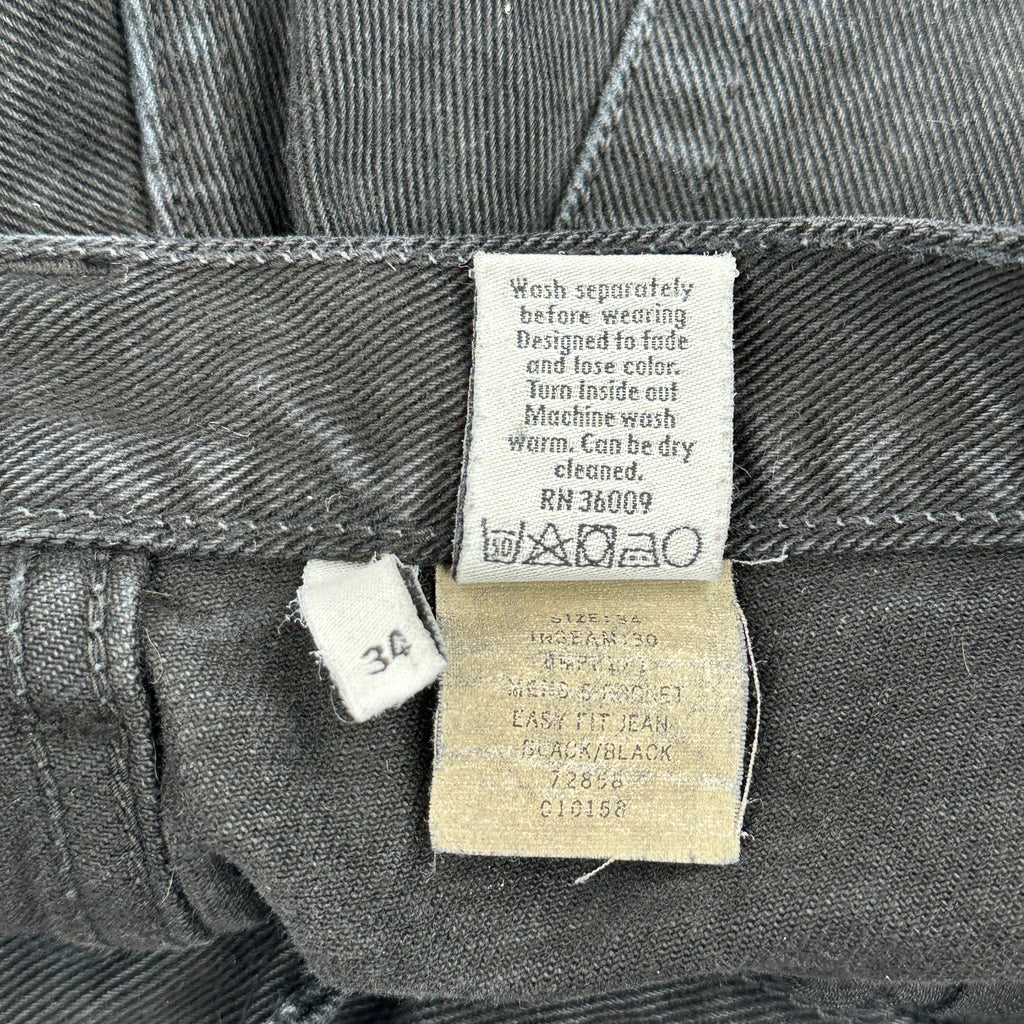 Wash separately
before wearing
Designed to fade
and lose color.
Turn inside out
Machine wash
warm. Can be dry
cleaned.
RN 36009
34
SIZE: 34
INSEAM: 30
MENS 5 POCKET
EASY FIT JEAN
BLACK/BLACK
010158